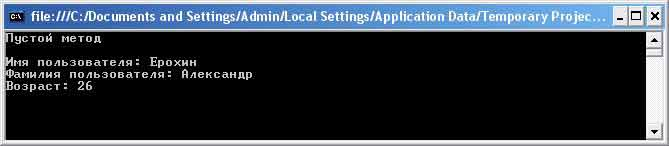 file:///C:/Documents and Settings/Admin/Local Settings/Application Data/Temporary Projec...
Пустой метод
Имя пользователя: Ерохин
Фамилия пользователя: Александр
Возраст: 26